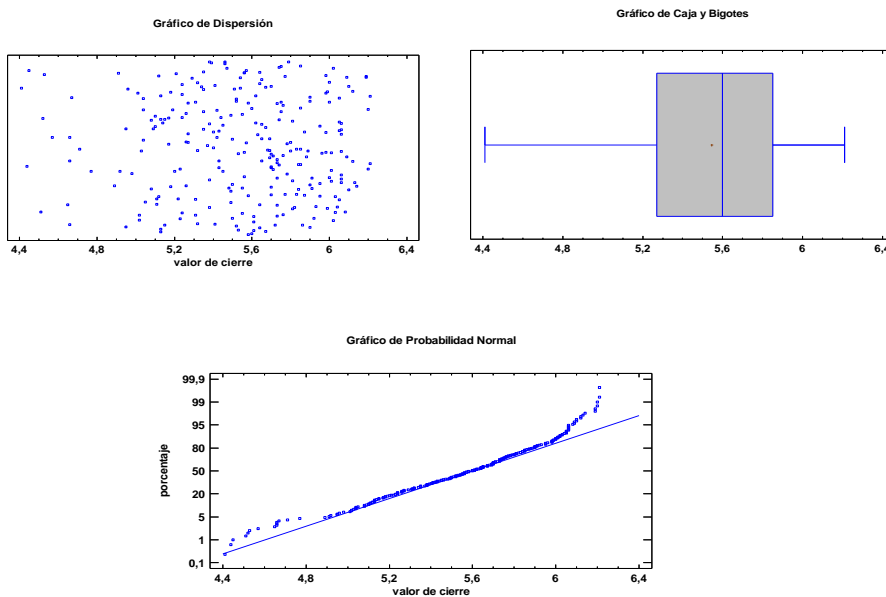 Gráfico de Dispersión
4,4 4,8 5,2 5,6 6 6,4
valor de cierre
Gráfico de Caja y Bigotes
4,4 4,8 5,2 5,6 6 6,4
Gráfico de Probabilidad Normal
99,9
99
95
80
50
20
5
1
0,1
porcentaje
4,4 4,8 5,2 5,6 6 6,4
valor de cierre